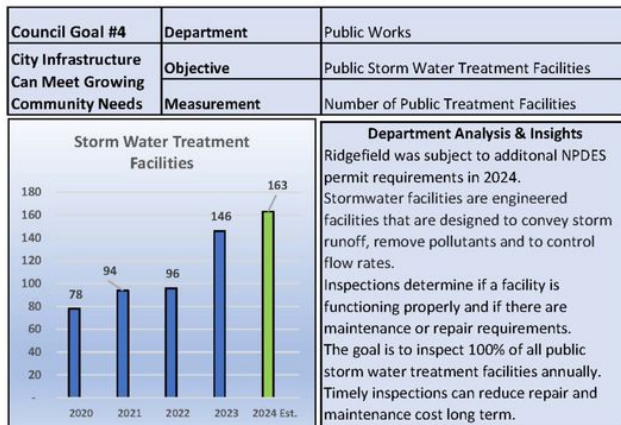 Council Goal #4
Department
Public Works
City Infrastructure
Can Meet Growing
Community Needs
Objective
Public Storm Water Treatment Facilities
Measurement
Number of Public Treatment Facilities
Storm Water Treatment
Facilities
180
160
140
120
100
80
60
40
20
-
78
94
96
146
163
2020
2021
2022
2023
2024 Est.
Department Analysis & Insights
Ridgefield was subject to additonal NPDES
permit requirements in 2024.
Stormwater facilities are engineered
facilities that are designed to convey storm
runoff, remove pollutants and to control
flow rates.
Inspections determine if a facility is
functioning properly and if there are
maintenance or repair requirements.
The goal is to inspect 100% of all public
storm water treatment facilities annually.
Timely inspections can reduce repair and
maintenance cost long term.